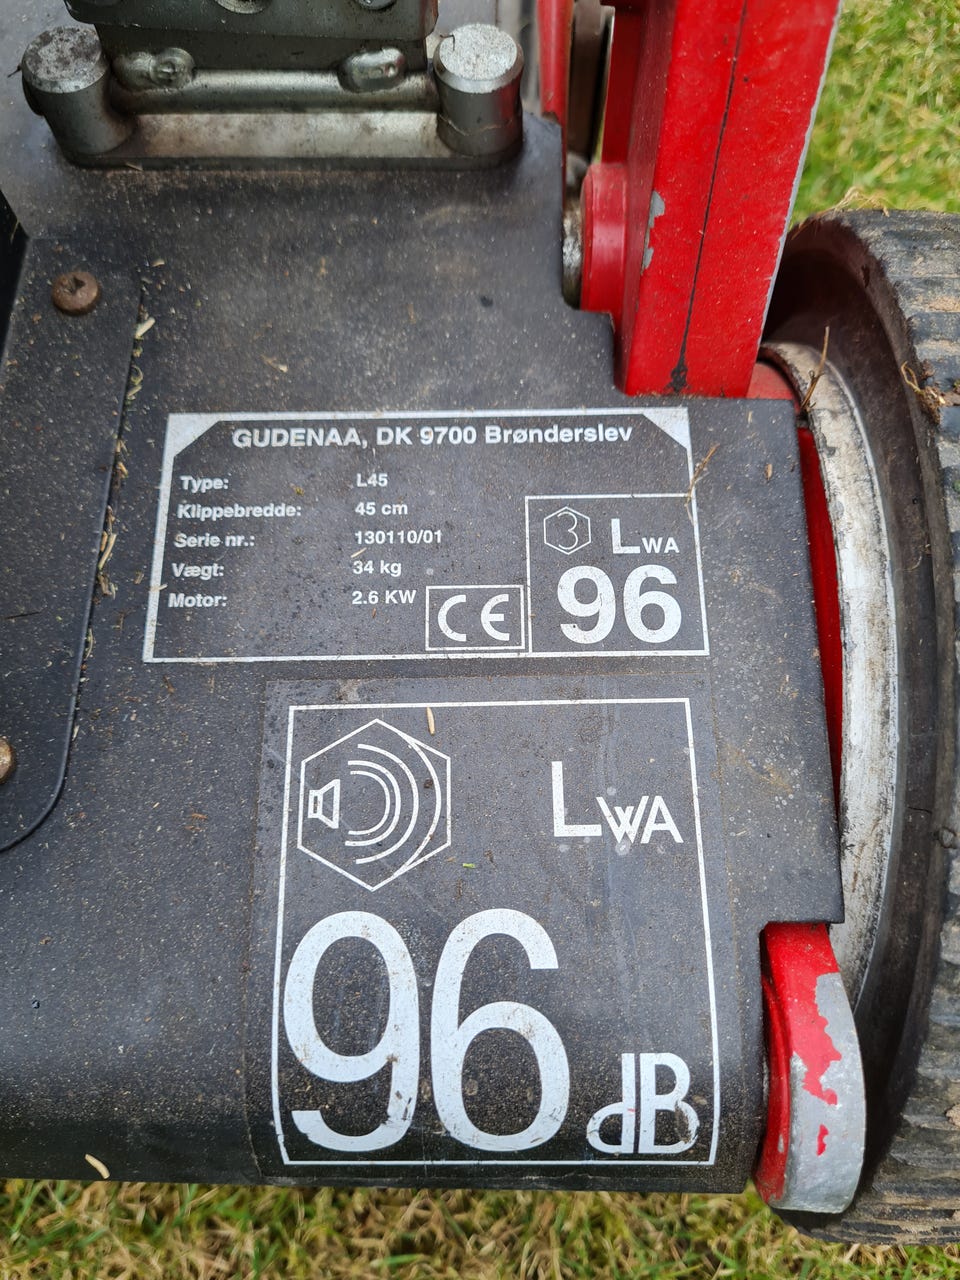 GUDENAA, DK 9700 Brønderslev
Type: L45
Klippebredde: 45 cm
Serie nr.: 130110/01
Vægt: 34 kg
Motor: 2.6 KW
CE
3 LWA
96
LWA
96 dB